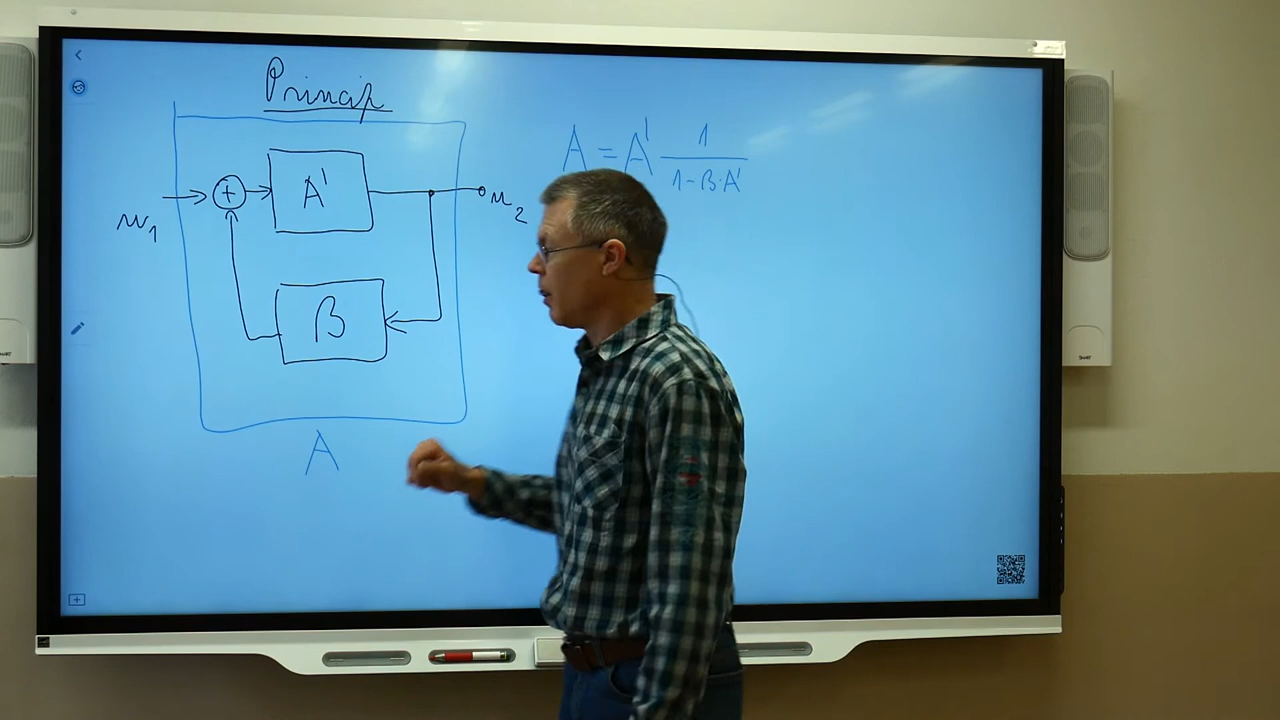 Princip
A = A' 1
1-β·A'
A'
u₁
u₂
β
A